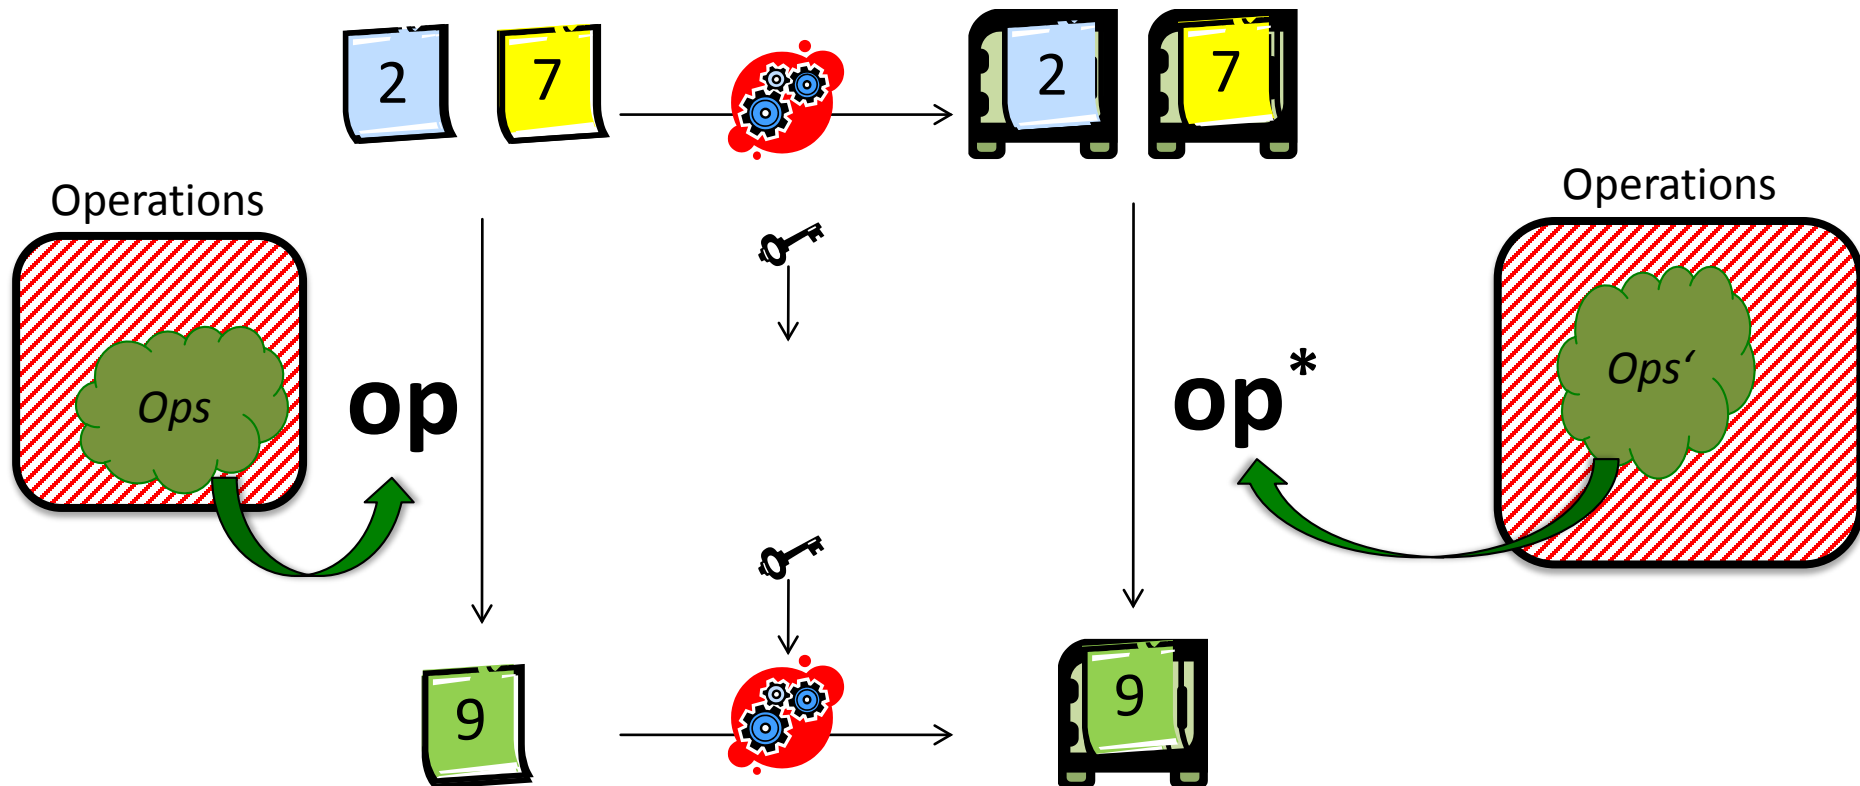 2 7 2 7
Operations Operations
Ops op op* Ops‘
9 9